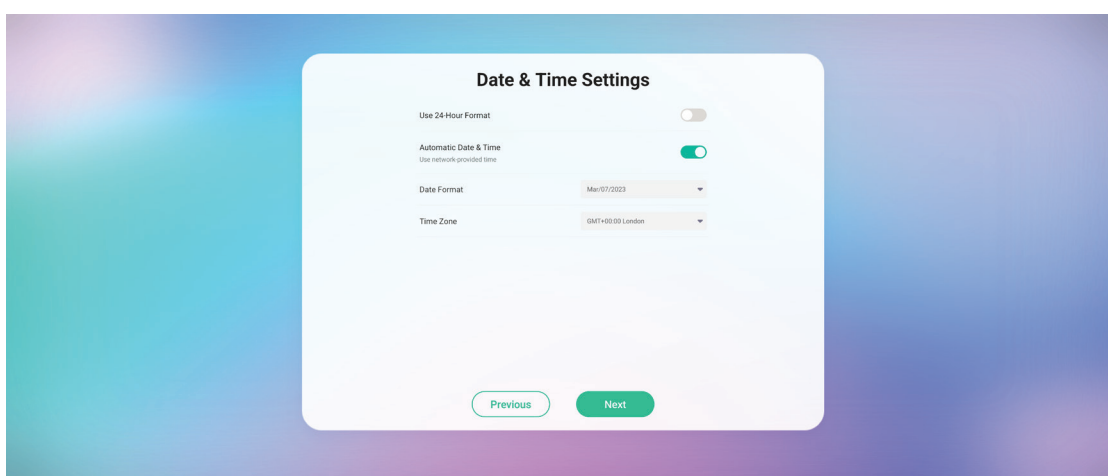 Date & Time Settings
Use 24-Hour Format
Automatic Date & Time
Use network-provided time
Date Format
Mar/07/2023
Time Zone
GMT+00:00 London
Previous
Next